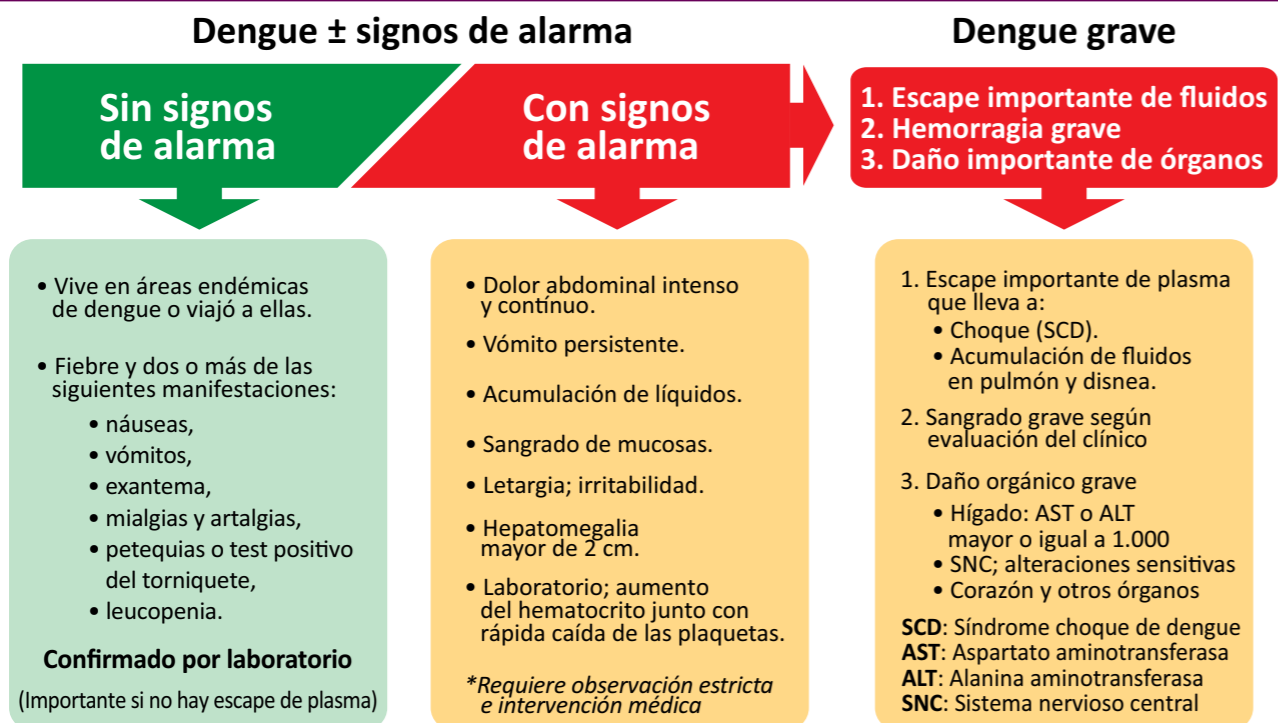 Dengue ± signos de alarma
Dengue grave
Sin signos
de alarma
Con signos
de alarma
1. Escape importante de fluidos
2. Hemorragia grave
3. Daño importante de órganos
• Vive en áreas endémicas
de dengue o viajó a ellas.
• Fiebre y dos o más de las
siguientes manifestaciones:
• náuseas,
• vómitos,
• exantema,
• mialgias y artalgias,
• petequias o test positivo
del torniquete,
• leucopenia.
Confirmado por laboratorio
(Importante si no hay escape de plasma)
• Dolor abdominal intenso
y contínuo.
• Vómito persistente.
• Acumulación de líquidos.
• Sangrado de mucosas.
• Letargia; irritabilidad.
• Hepatomegalia
mayor de 2 cm.
• Laboratorio; aumento
del hematocrito junto con
rápida caída de las plaquetas.
*Requiere observación estricta
e intervención médica
1. Escape importante de plasma
que lleva a:
• Choque (SCD).
• Acumulación de fluidos
en pulmón y disnea.
2. Sangrado grave según
evaluación del clínico
3. Daño orgánico grave
• Hígado: AST o ALT
mayor o igual a 1.000
• SNC; alteraciones sensitivas
• Corazón y otros órganos
SCD: Síndrome choque de dengue
AST: Aspartato aminotransferasa
ALT: Alanina aminotransferasa
SNC: Sistema nervioso central